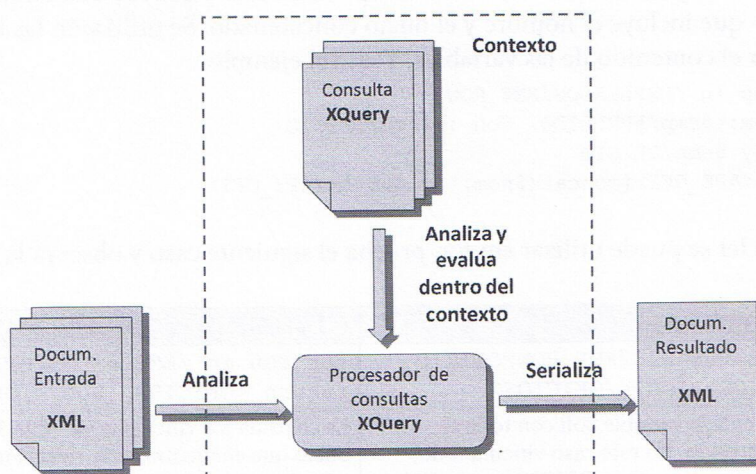 Contexto
Consulta
XQuery
Analiza y
evalúa
dentro del
contexto
Docum.
Entrada
XML
Analiza
Procesador de
consultas
XQuery
Serializa
Docum.
Resultado
XML